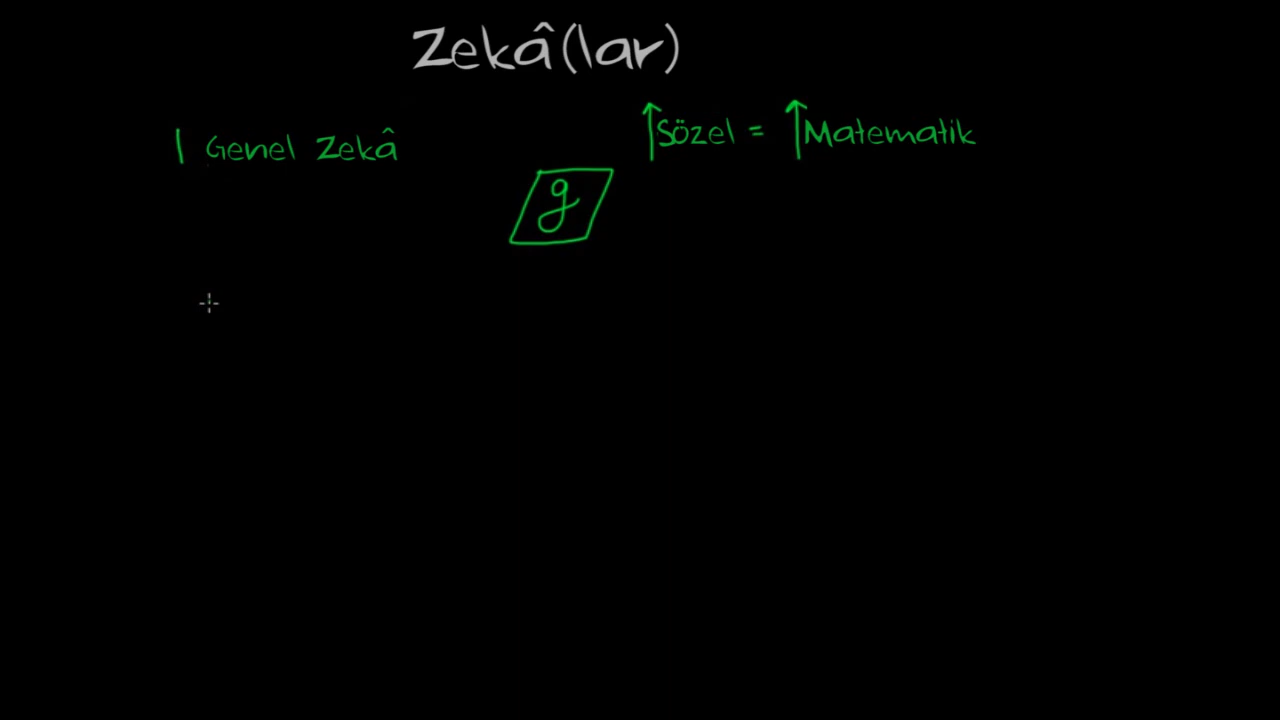 Zekâ(lar)
1 Genel Zekâ
↑Sözel = ↑Matematik
g